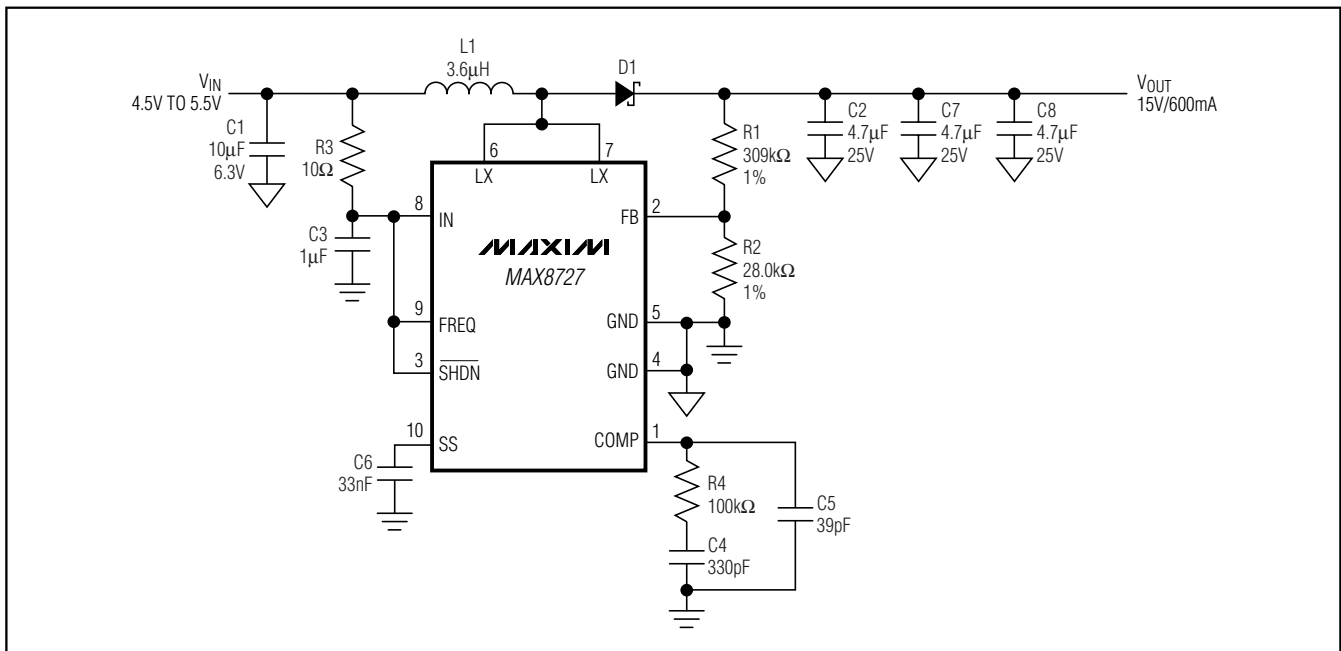 L1
3.6µH
D1
VIN
4.5V TO 5.5V
VOUT
15V/600mA
C1
10µF
6.3V
R3
10Ω
C2
4.7µF
25V
C7
4.7µF
25V
C8
4.7µF
25V
R1
309kΩ
1%
6
7
LX
LX
8
IN
FB
2
C3
1µF
MAXIM
MAX8727
R2
28.0kΩ
1%
9
FREQ
GND
5
3
SHDN
GND
4
10
SS
COMP
1
C6
33nF
R4
100kΩ
C5
39pF
C4
330pF